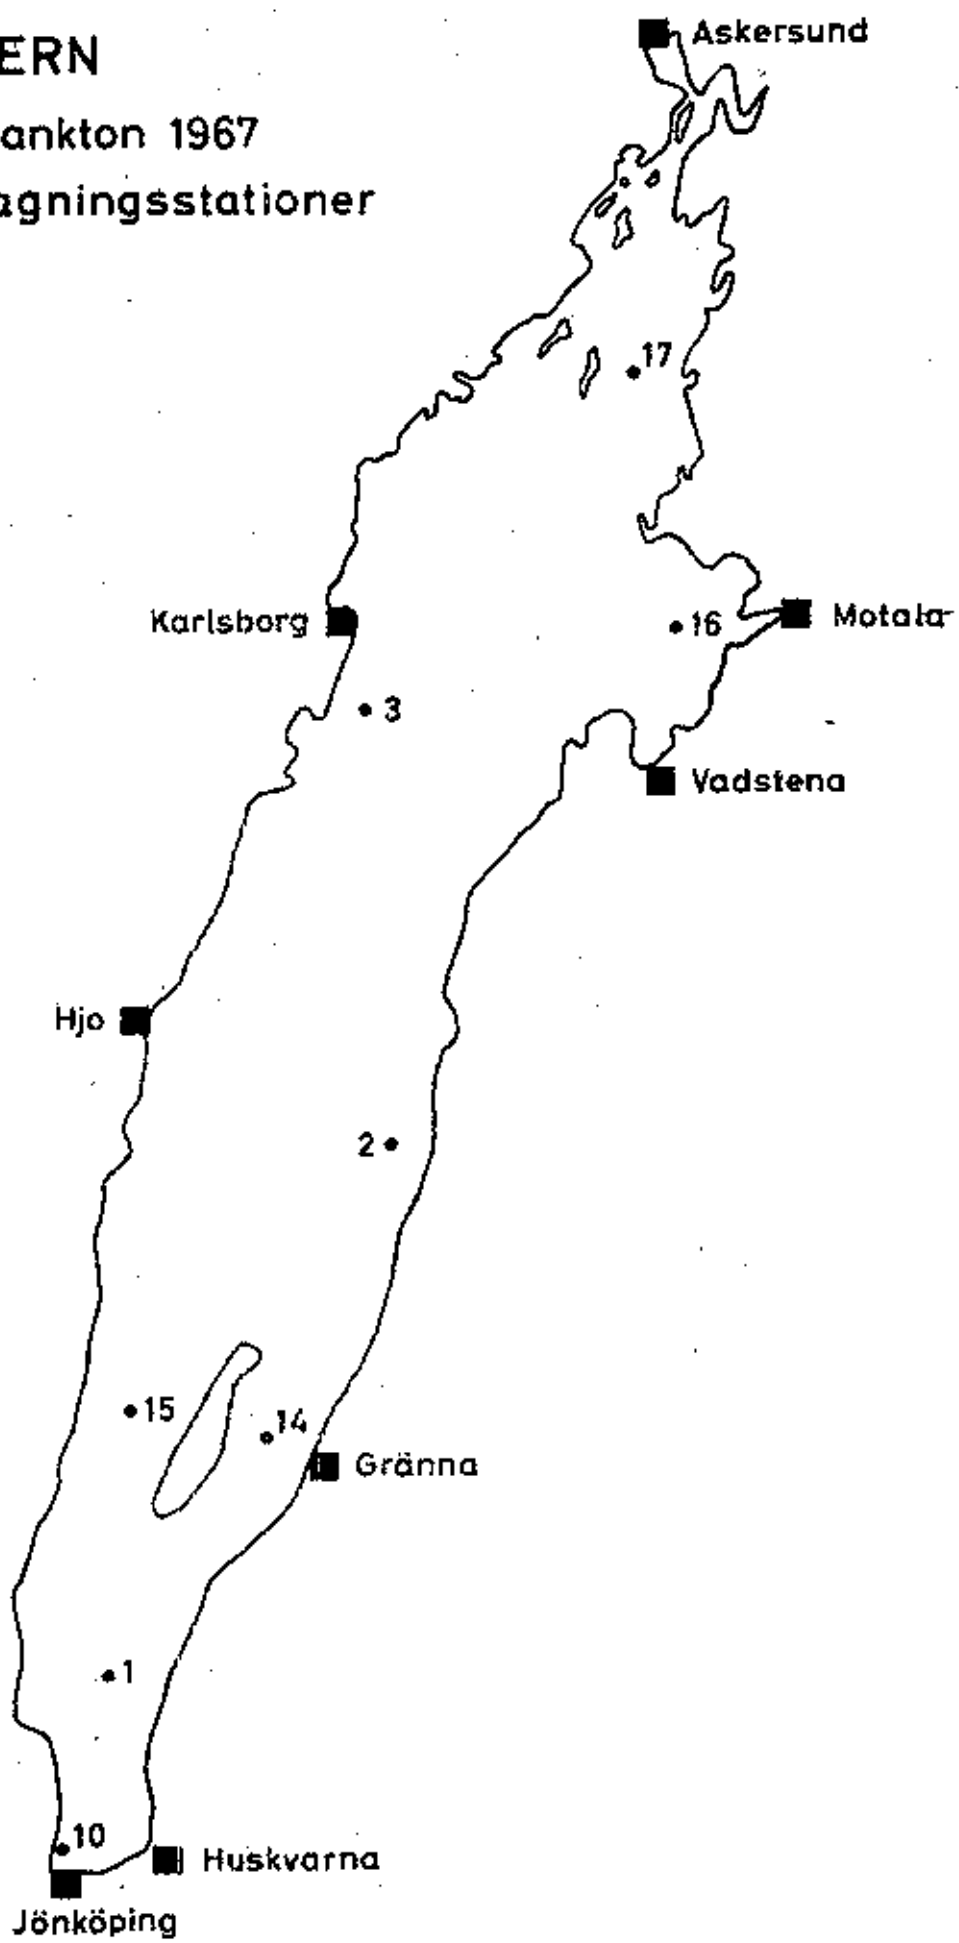 ERN
ankton 1967
agningsstationer
Askersund
17
Karlsborg
16
Motala
3
Vadstena
Hjo
2
15
14
Gränna
1
10
Huskvarna
Jönköping